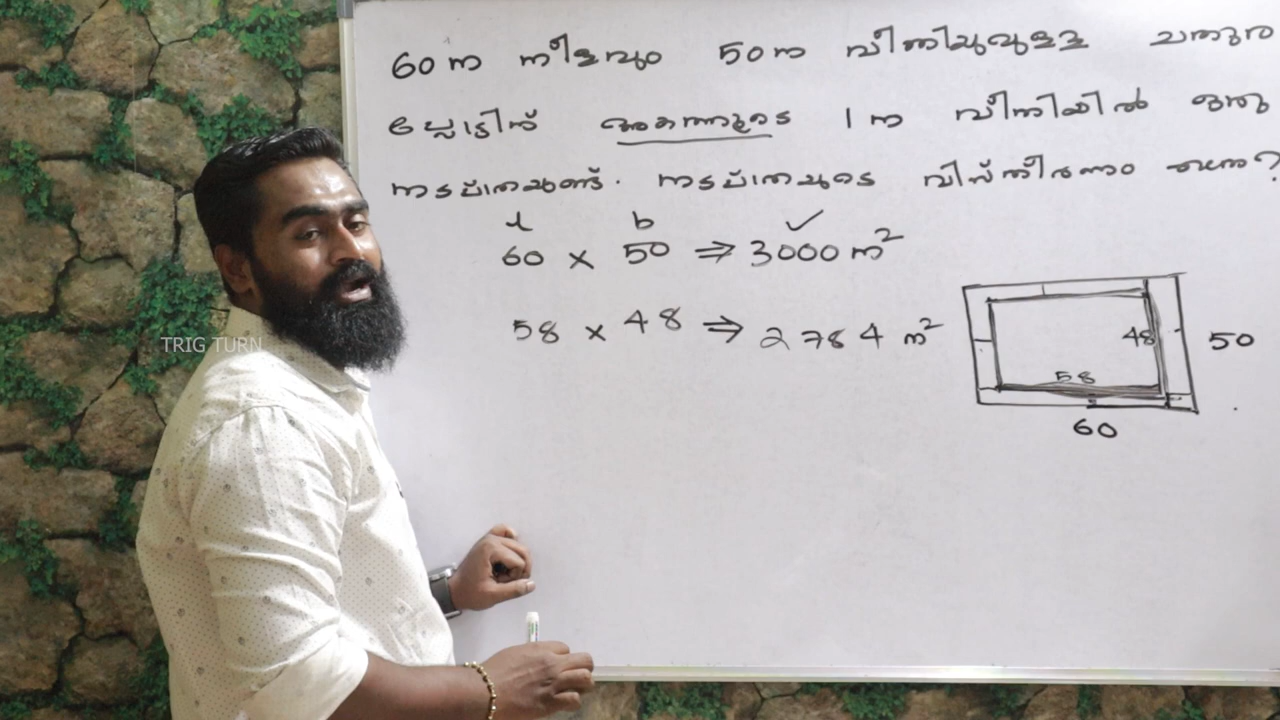 60 മ നീളവും 50 മ വീതിയുമുള്ള ചതുര
പ്ലോട്ടിന് അകത്തുടെ 1 മ വീതിയിൽ ഒരു
നടപ്പാതയുണ്ട്. നടപ്പാതയുടെ വിസ്തീർണം എന്ത?
l b ✓
60 × 50 ⇒ 3000 m²
58 × 48 ⇒ 2784 m²
48 50
58
60
TRIG TURN